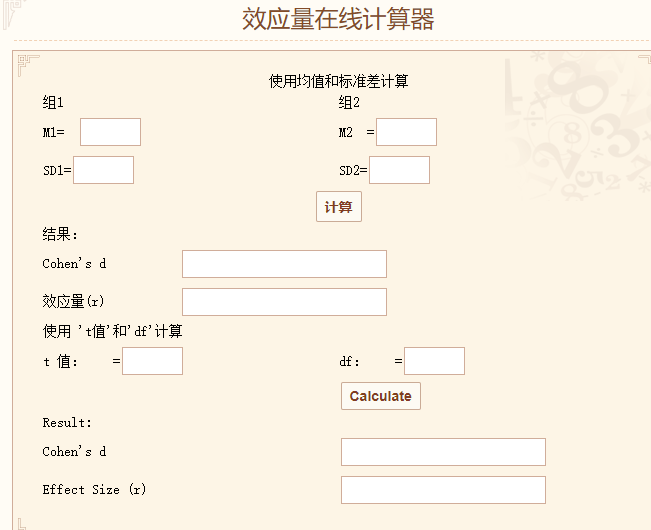 效应量在线计算器
使用均值和标准差计算
组1 组2
M1= M2 =
SD1= SD2=
计算
结果：
Cohen's d
效应量(r)
使用 't值'和'df'计算
t 值： = df： =
Calculate
Result:
Cohen's d
Effect Size (r)